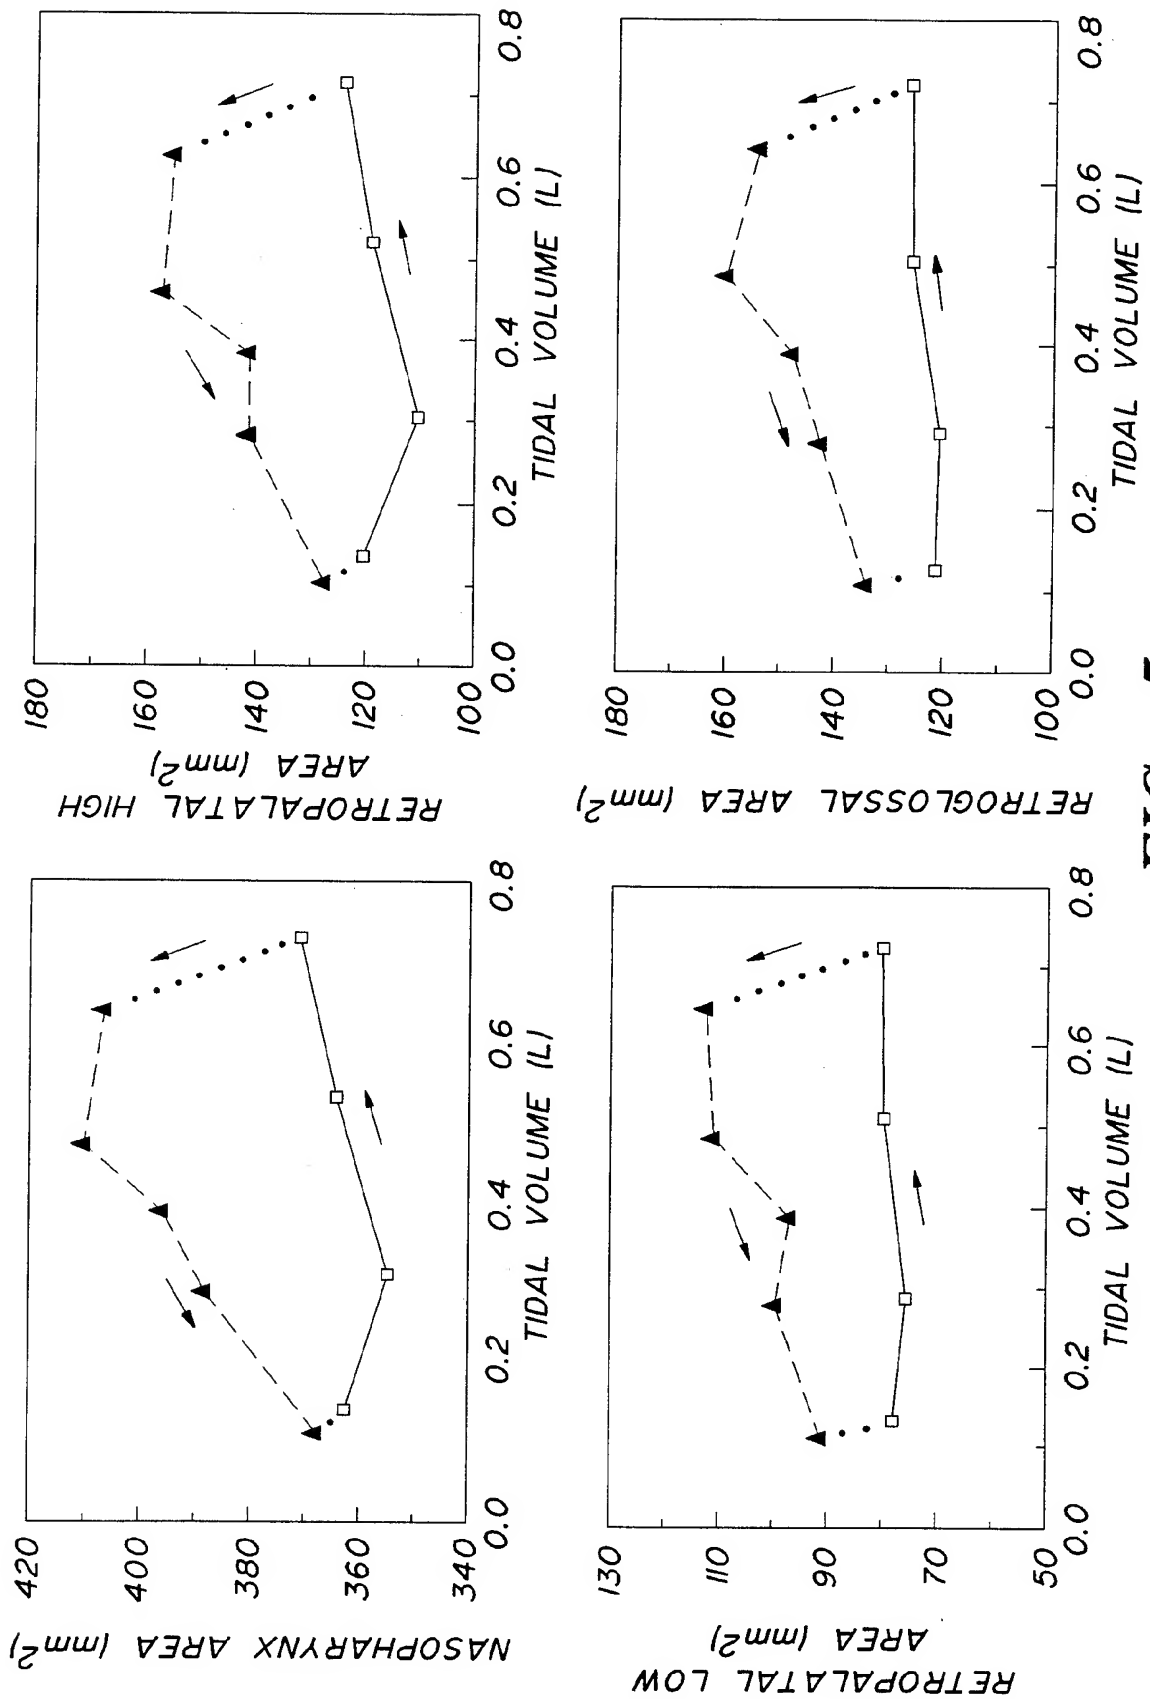 NASOPHARYNX AREA (mm²)
420
400
380
360
340
0.0 0.2 0.4 0.6 0.8
TIDAL VOLUME (L)
RETROPALATAL HIGH
AREA (mm²)
180
160
140
120
100
0.0 0.2 0.4 0.6 0.8
TIDAL VOLUME (L)
RETROPALATAL LOW
AREA (mm²)
130
110
90
70
50
0.0 0.2 0.4 0.6 0.8
TIDAL VOLUME (L)
RETROGLOSSAL AREA (mm²)
180
160
140
120
100
0.0 0.2 0.4 0.6 0.8
TIDAL VOLUME (L)
FIG